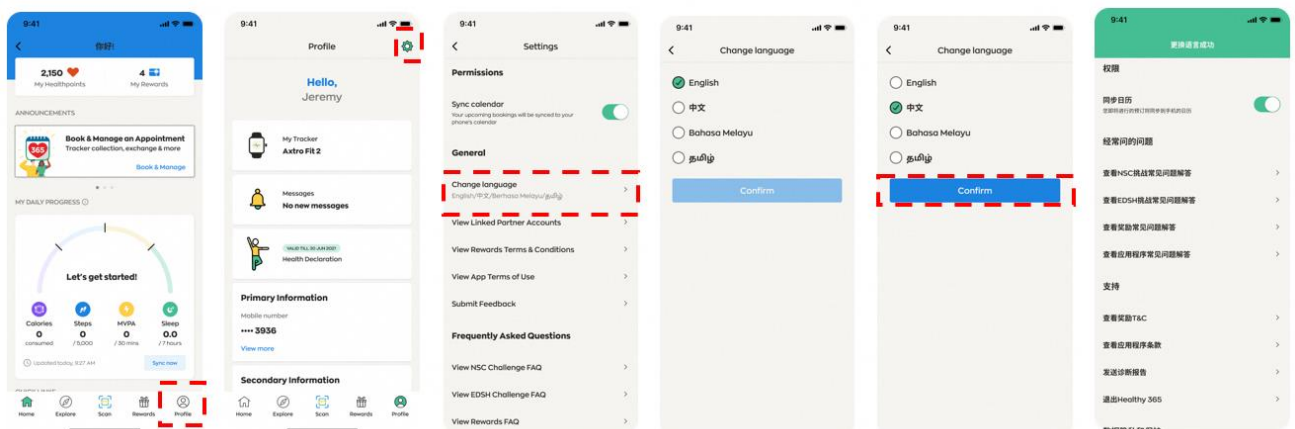 9:41
你好!
2,150
4
My Healthpoints
My Rewards
ANNOUNCEMENTS
365
Book & Manage an Appointment
Tracker collection, exchange & more
Book & Manage
MY DAILY PROGRESS
Let's get started!
Calories
Steps
MVPA
Sleep
0
0
0
0.0
consumed
/ 5,000
/ 30 mins
/ 7 hours
Updated today, 9:27 AM
Sync now
Home
Explore
Scan
Rewards
Profile
9:41
Profile
Hello,
Jeremy
My Tracker
Axtro Fit 2
Messages
No new messages
VALID TILL 20 JUN 2021
Health Declaration
Primary Information
Mobile number
•••• 3936
View more
Secondary Information
Home
Explore
Scan
Rewards
Profile
9:41
Settings
Permissions
Sync calendar
Your upcoming bookings will be synced to your
phone's calendar
General
Change language
English/中文/Berhasa Melayu/தமிழ்
View Linked Partner Accounts
View Rewards Terms & Conditions
View App Terms of Use
Submit Feedback
Frequently Asked Questions
View NSC Challenge FAQ
View EDSH Challenge FAQ
View Rewards FAQ
9:41
Change language
English
中文
Bahasa Melayu
தமிழ்
Confirm
9:41
Change language
English
中文
Bahasa Melayu
தமிழ்
Confirm
9:41
更换语言成功
权限
同步日历
经常问的问题
查看NSC挑战常见问题解答
查看EDSH挑战常见问题解答
查看奖励常见问题解答
查看应用程序常见问题解答
支持
查看奖励T&C
查看应用程序条款
发送诊断报告
退出Healthy 365